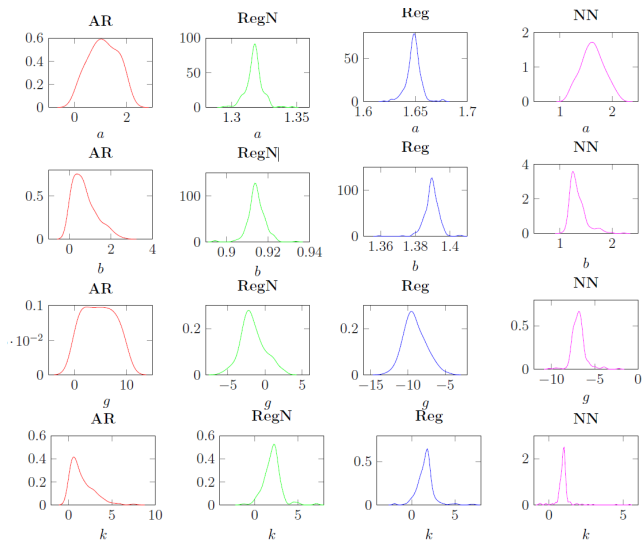 AR RegN Reg NN
0.6 100 2
0.4 50 50 1
0.2
0 0 0 0
0 2 1.3 1.35 1.6 1.65 1.7 1 2
a a a a
AR RegN Reg NN
0.5 100 100 4
2
0 0 0 0
0 2 4 0.9 0.92 0.94 1.36 1.38 1.4 1 2
b b b b
AR RegN Reg NN
0.1 0.2 0.2 0.5
·10−2
0 0 0 0
0 10 −5 0 5 −15 −10 −5 −10 −5 0
g g g g
AR RegN Reg NN
0.6 0.6 1 3
0.4 0.4 0.5 2
0.2 0.2 1
0 0 0 0
0 5 10 0 5 0 5 0 5
k k k k